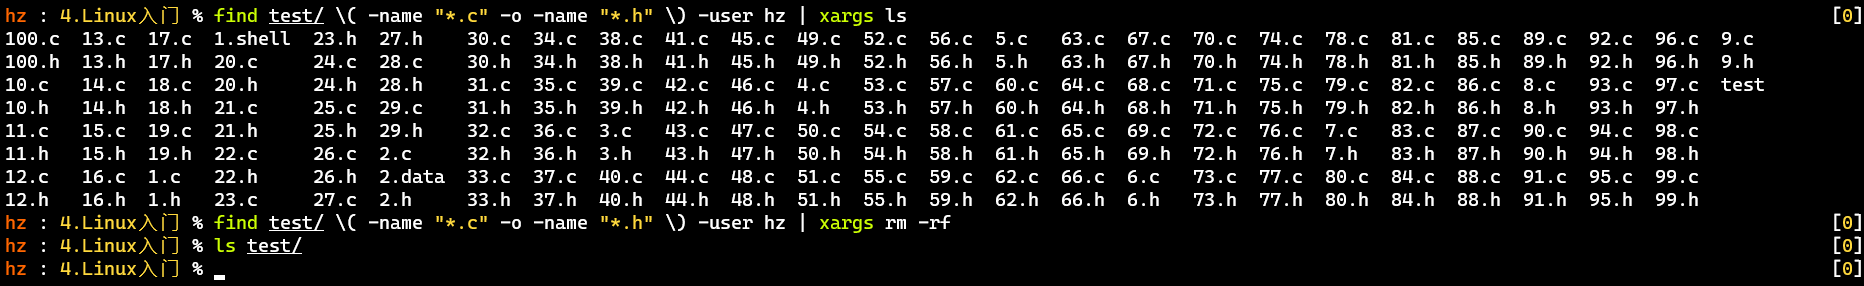 hz : 4.Linux入门 % find test/ \( -name "*.c" -o -name "*.h" \) -user hz | xargs ls [0]
100.c 13.c 17.c 1.shell 23.h 27.h 30.c 34.c 38.c 41.c 45.c 49.c 52.c 56.c 5.c 63.c 67.c 70.c 74.c 78.c 81.c 85.c 89.c 92.c 96.c 9.c
100.h 13.h 17.h 20.c 24.c 28.c 30.h 34.h 38.h 41.h 45.h 49.h 52.h 56.h 5.h 63.h 67.h 70.h 74.h 78.h 81.h 85.h 89.h 92.h 96.h 9.h
10.c 14.c 18.c 20.h 24.h 28.h 31.c 35.c 39.c 42.c 46.c 4.c 53.c 57.c 60.c 64.c 68.c 71.c 75.c 79.c 82.c 86.c 8.c 93.c 97.c test
10.h 14.h 18.h 21.c 25.c 29.c 31.h 35.h 39.h 42.h 46.h 4.h 53.h 57.h 60.h 64.h 68.h 71.h 75.h 79.h 82.h 86.h 8.h 93.h 97.h
11.c 15.c 19.c 21.h 25.h 29.h 32.c 36.c 3.c 43.c 47.c 50.c 54.c 58.c 61.c 65.c 69.c 72.c 76.c 7.c 83.c 87.c 90.c 94.c 98.c
11.h 15.h 19.h 22.c 26.c 2.c 32.h 36.h 3.h 43.h 47.h 50.h 54.h 58.h 61.h 65.h 69.h 72.h 76.h 7.h 83.h 87.h 90.h 94.h 98.h
12.c 16.c 1.c 22.h 26.h 2.data 33.c 37.c 40.c 44.c 48.c 51.c 55.c 59.c 62.c 66.c 6.c 73.c 77.c 80.c 84.c 88.c 91.c 95.c 99.c
12.h 16.h 1.h 23.c 27.c 2.h 33.h 37.h 40.h 44.h 48.h 51.h 55.h 59.h 62.h 66.h 6.h 73.h 77.h 80.h 84.h 88.h 91.h 95.h 99.h
hz : 4.Linux入门 % find test/ \( -name "*.c" -o -name "*.h" \) -user hz | xargs rm -rf [0]
hz : 4.Linux入门 % ls test/ [0]
hz : 4.Linux入门 % [0]